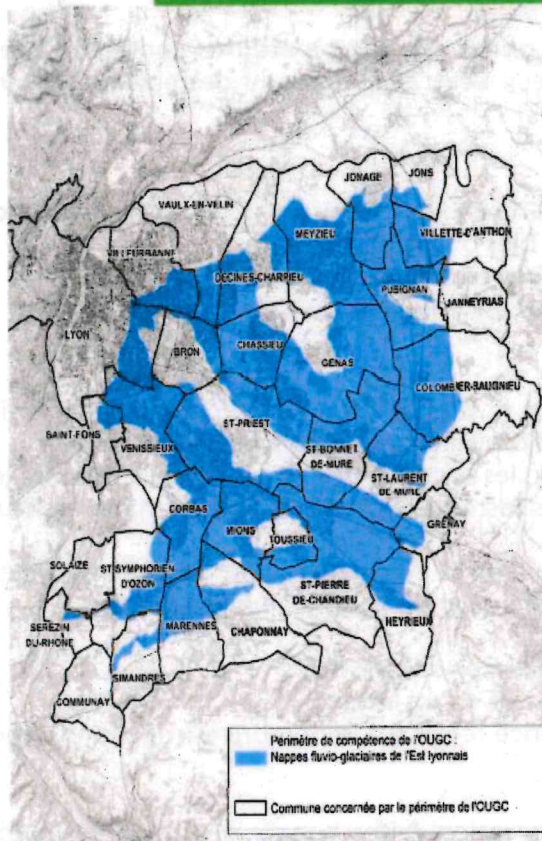 JONAGE
JONS
VAULX-EN-VELIN
MEYZIEU
VILLETTE-D'ANTHON
VILLEURBANNE
DECINES-CHARPIEU
PUSIGNAN
JANNEYRIAS
LYON
BRON
CHASSIEU
GENAS
COLOMBIER-SAUGNIEU
ST-PRIEST
SAINT-FONS
VENISSIEUX
ST-BONNET
DE-MURE
ST-LAURENT
DE-MURE
CORBAS
GRENAY
MIONS
TOUSSIEU
SOLAIZE
ST-SYMPHORIEN
D'OZON
ST-PIERRE
DE-CHANDIEU
SEREZIN
DU-RHONE
MARENNES
CHAPONNAY
HEYRIEUX
SIMANDRES
COMMUNAY
Périmètre de compétence de l'OUGC :
Nappes fluvio-glaciaires de l'Est lyonnais
Commune concernée par le périmètre de l'OUGC